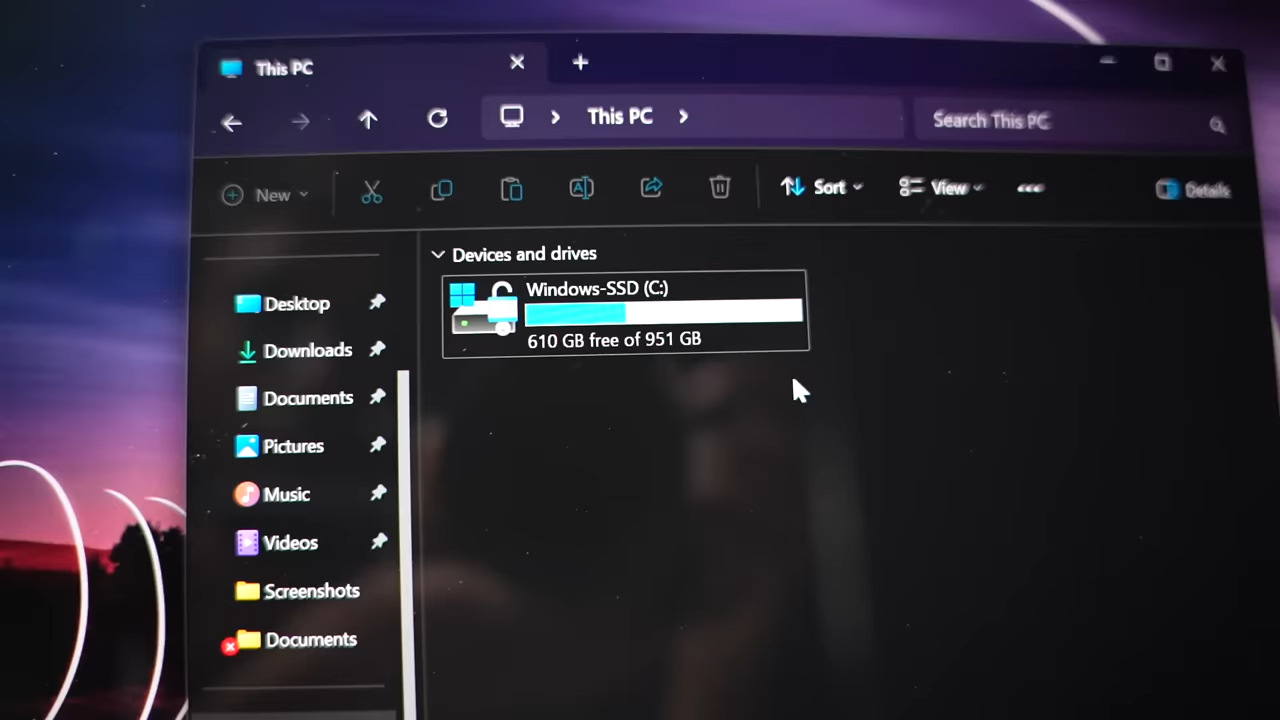 This PC
This PC
Search This PC
New
Sort
View
Details
Devices and drives
Windows-SSD (C:)
610 GB free of 951 GB
Desktop
Downloads
Documents
Pictures
Music
Videos
Screenshots
Documents